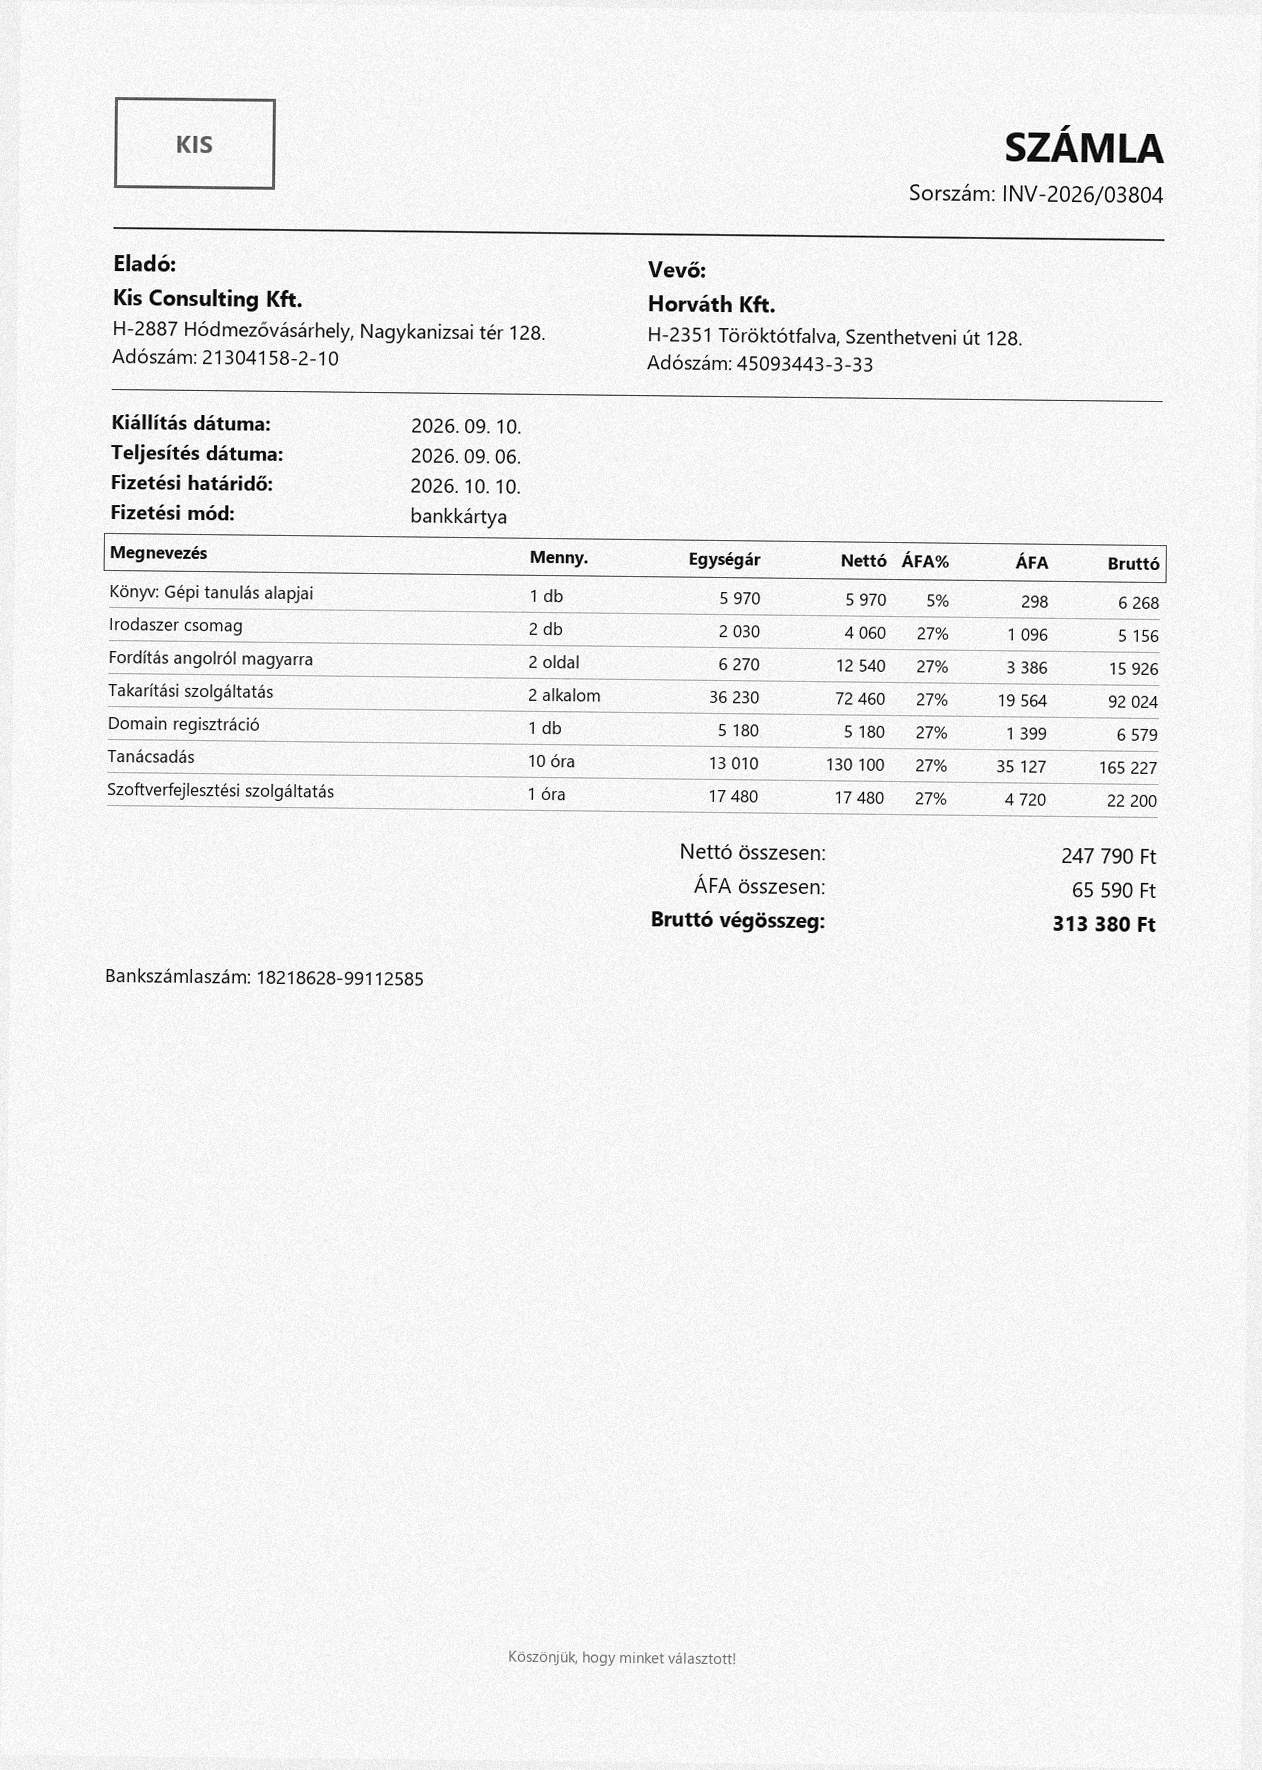 KIS
SZÁMLA
Sorszám: INV-2026/03804
Eladó:
Kis Consulting Kft.
H-2887 Hódmezővásárhely, Nagykanizsai tér 128.
Adószám: 21304158-2-10
Vevő:
Horváth Kft.
H-2351 Töröktótfalva, Szenthetveni út 128.
Adószám: 45093443-3-33
Kiállítás dátuma: 2026. 09. 10.
Teljesítés dátuma: 2026. 09. 06.
Fizetési határidő: 2026. 10. 10.
Fizetési mód: bankkártya
Megnevezés Menny. Egységár Nettó ÁFA% ÁFA Bruttó
Könyv: Gépi tanulás alapjai 1 db 5 970 5 970 5% 298 6 268
Irodaszer csomag 2 db 2 030 4 060 27% 1 096 5 156
Fordítás angolról magyarra 2 oldal 6 270 12 540 27% 3 386 15 926
Takarítási szolgáltatás 2 alkalom 36 230 72 460 27% 19 564 92 024
Domain regisztráció 1 db 5 180 5 180 27% 1 399 6 579
Tanácsadás 10 óra 13 010 130 100 27% 35 127 165 227
Szoftverfejlesztési szolgáltatás 1 óra 17 480 17 480 27% 4 720 22 200
Nettó összesen: 247 790 Ft
ÁFA összesen: 65 590 Ft
Bruttó végösszeg: 313 380 Ft
Bankszámlaszám: 18218628-99112585
Köszönjük, hogy minket választott!